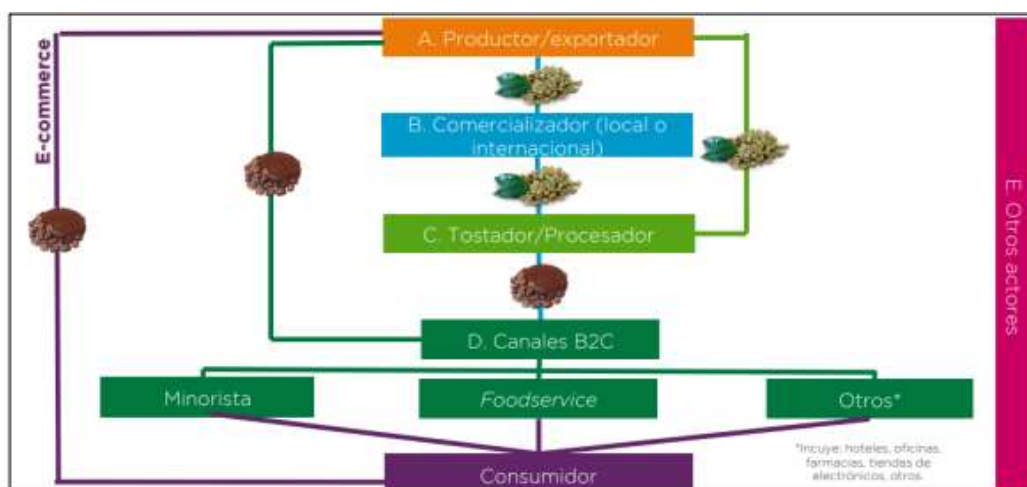 E-commerce
A. Productor/exportador
B. Comercializador (local o
internacional)
C. Tostador/Procesador
D. Canales B2C
Minorista
Foodservice
Otros*
*Incuye: hoteles, oficinas,
farmacias, tiendas de
electrónicos, otros.
Consumidor
E. Otros actores